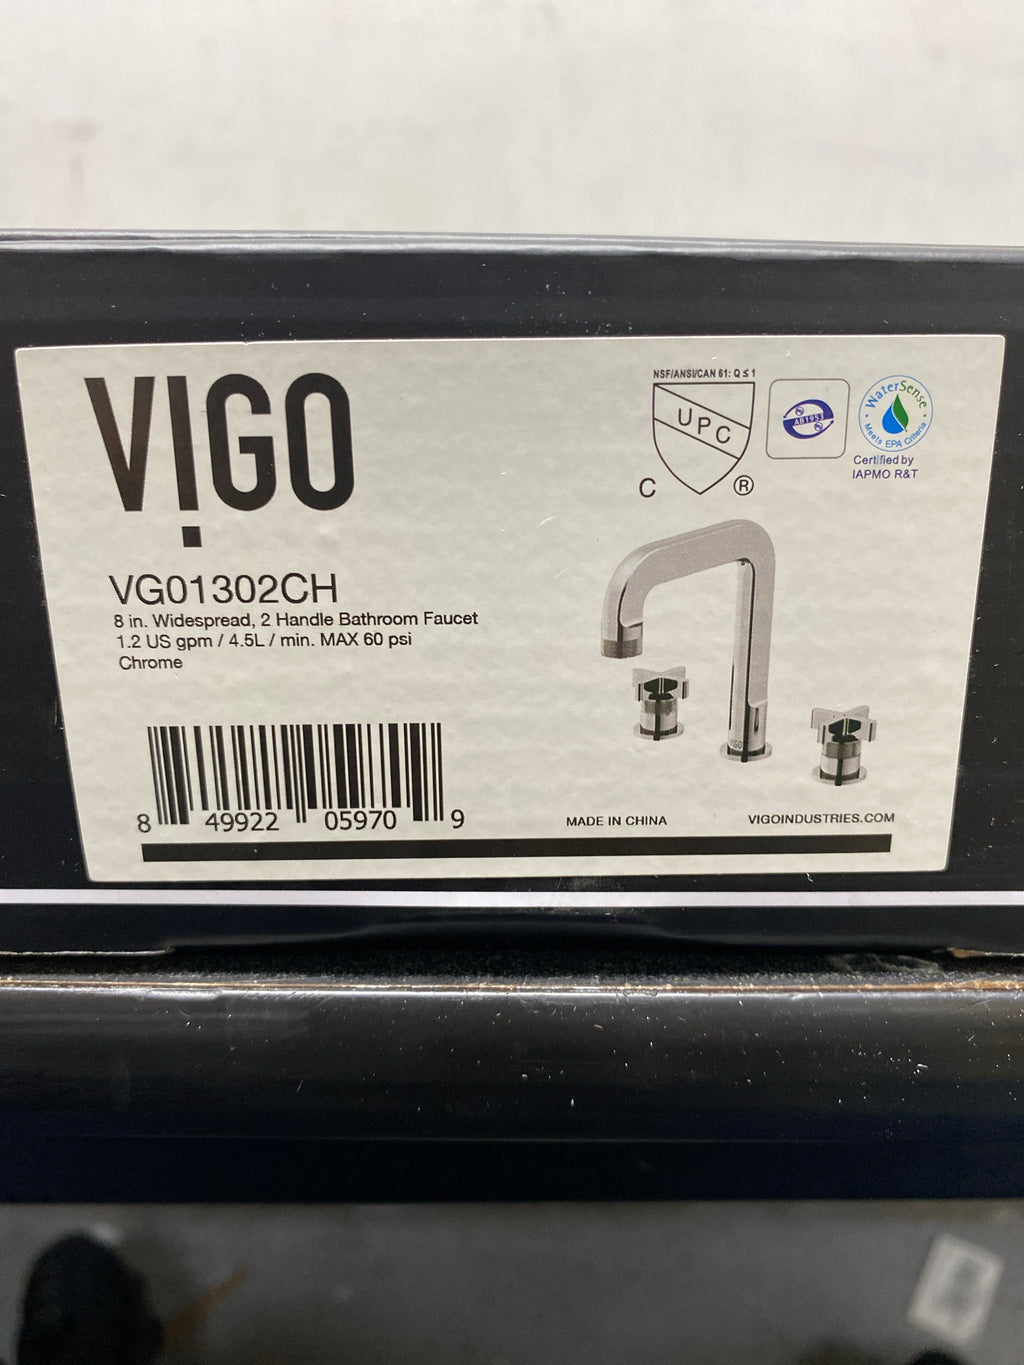 VIGO
NSF/ANSI/CAN 61: Q ≤ 1
UPC
C ®
AB1953
WaterSense
Meets EPA Criteria
Certified by
IAPMO R&T
VG01302CH
8 in. Widespread, 2 Handle Bathroom Faucet
1.2 US gpm / 4.5L / min. MAX 60 psi
Chrome
VIGO
8 49922 05970 9
MADE IN CHINA
VIGOINDUSTRIES.COM